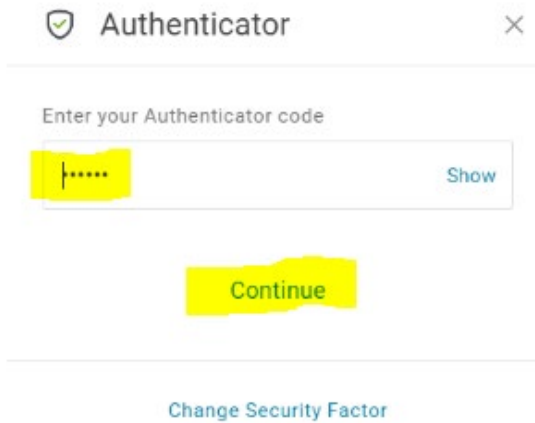 Authenticator
Enter your Authenticator code
•••••• Show
Continue
Change Security Factor